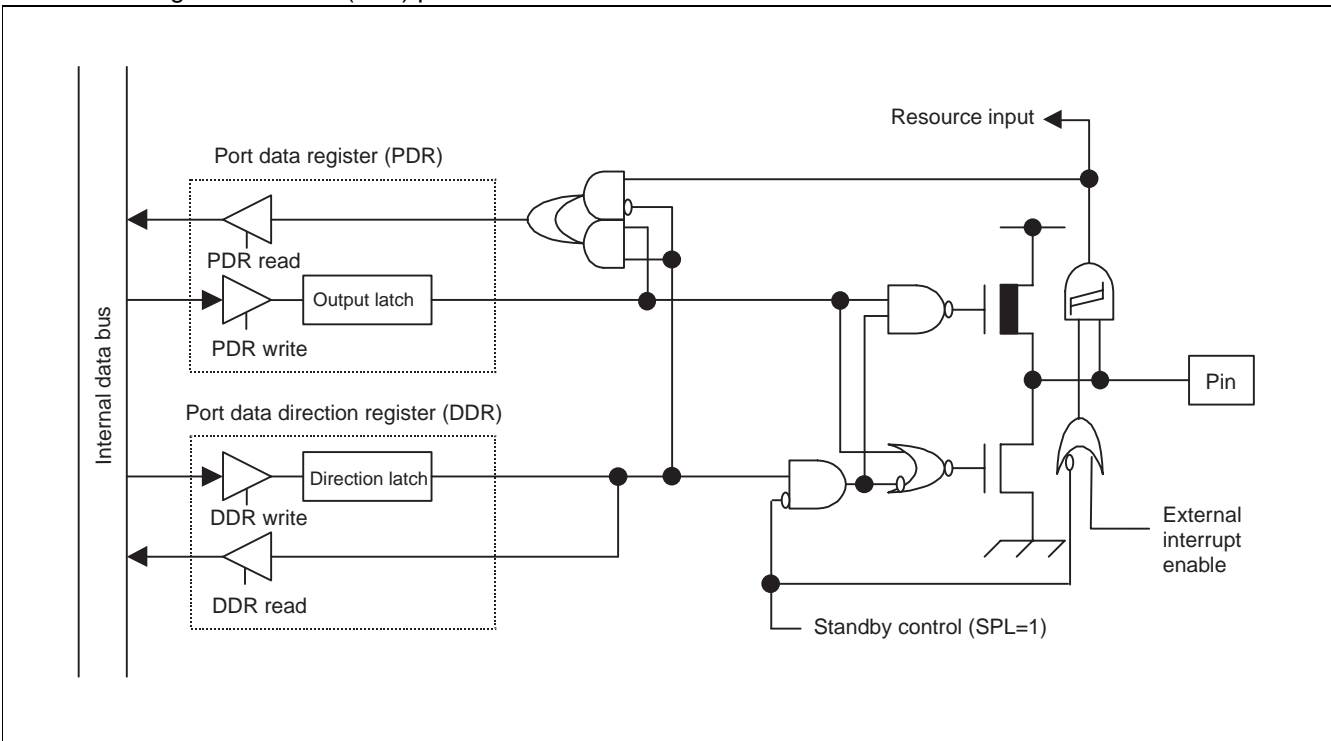 Resource input
Port data register (PDR)
PDR read
Output latch
PDR write
Internal data bus
Pin
Port data direction register (DDR)
Direction latch
DDR write
External
interrupt
enable
DDR read
Standby control (SPL=1)